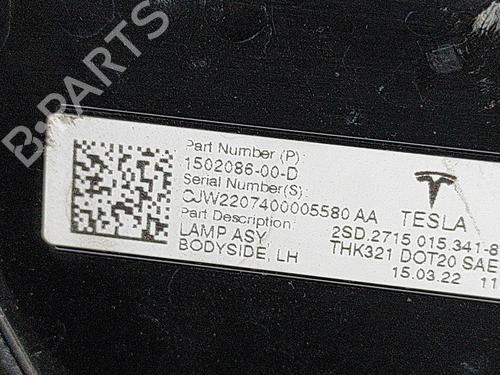 B-PARTS
Part Number (P):
1502086-00-D
Serial Number(S):
CJW2207400005580 AA
Part Description:
LAMP ASY
BODYSIDE, LH
TESLA
2SD.2715 015.341-8
THK321 DOT20 SAE
15.03.22 11